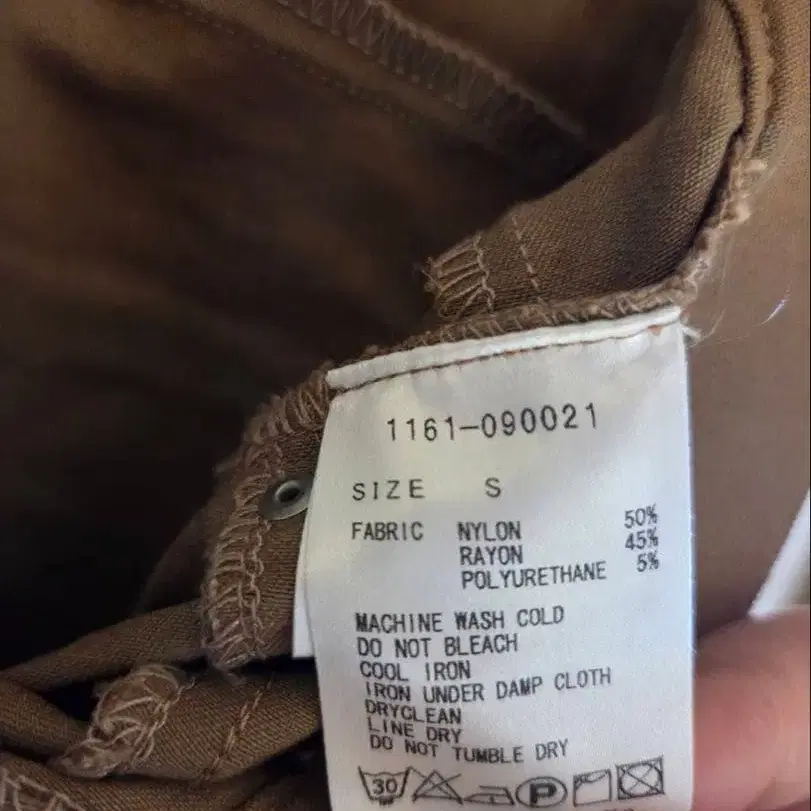 1161-090021
SIZE S
FABRIC NYLON 50%
RAYON 45%
POLYURETHANE 5%
MACHINE WASH COLD
DO NOT BLEACH
COOL IRON
IRON UNDER DAMP CLOTH
DRYCLEAN
LINE DRY
DO NOT TUMBLE DRY
30 P